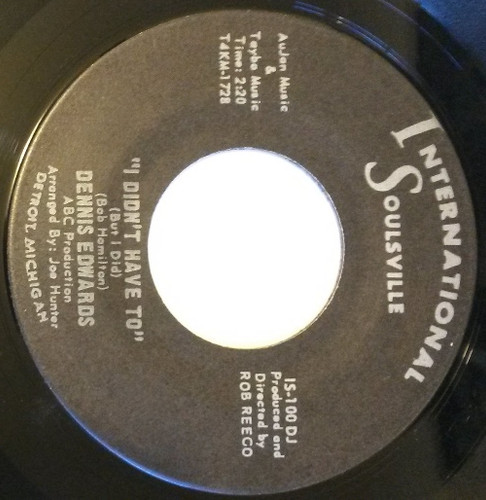 INTERNATIONAL
SOULSVILLE
AuJon Music
&
Taybo Music
Time: 2:20
T4KM-1728
IS-100 DJ
Produced and
Directed by
ROB REECO
"I DIDN'T HAVE TO"
(But I Did)
(Bob Hamilton)
DENNIS EDWARDS
ABC Production
Arranged By: Joe Hunter
DETROIT, MICHIGAN